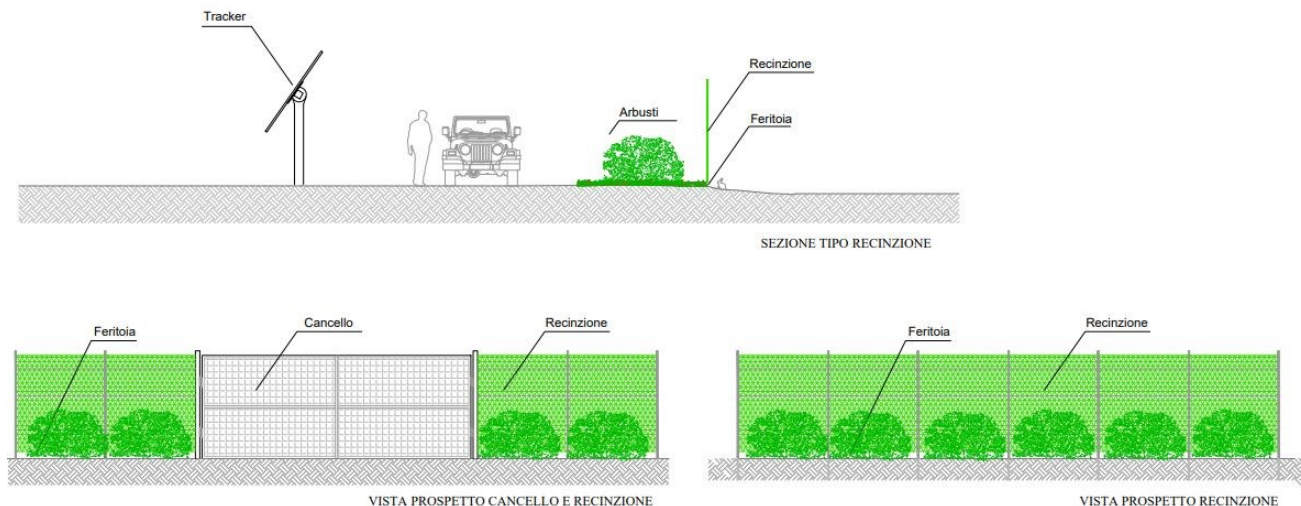 Tracker
Recinzione
Arbusti
Feritoia
SEZIONE TIPO RECINZIONE
Feritoia
Cancello
Recinzione
Feritoia
Recinzione
VISTA PROSPETTO CANCELLO E RECINZIONE
VISTA PROSPETTO RECINZIONE